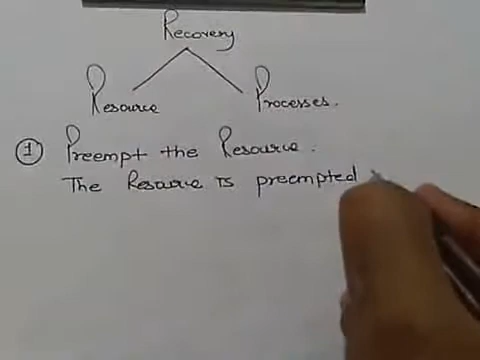 Recovery
Resource
Processes.
1 Preempt the Resource.
The Resource is preempted